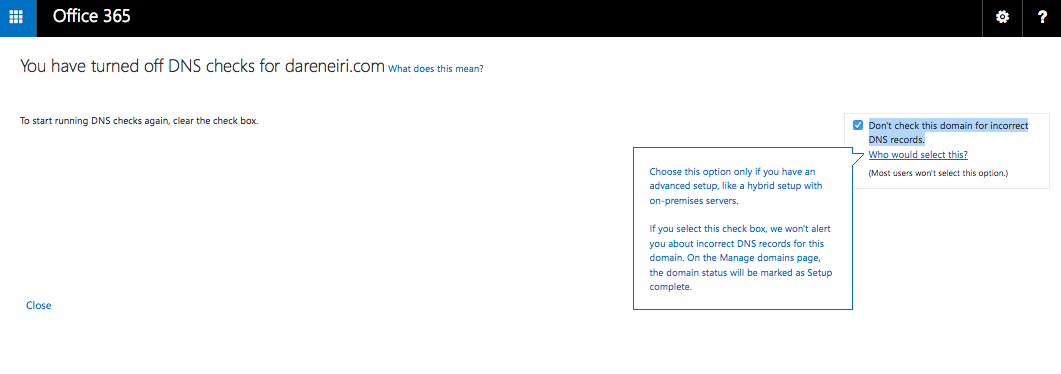 Office 365
?
You have turned off DNS checks for dareneiri.com What does this mean?
To start running DNS checks again, clear the check box.
Don't check this domain for incorrect
DNS records.
Who would select this?
(Most users won't select this option.)
Choose this option only if you have an
advanced setup, like a hybrid setup with
on-premises servers.
If you select this check box, we won't alert
you about incorrect DNS records for this
domain. On the Manage domains page,
the domain status will be marked as Setup
complete.
Close